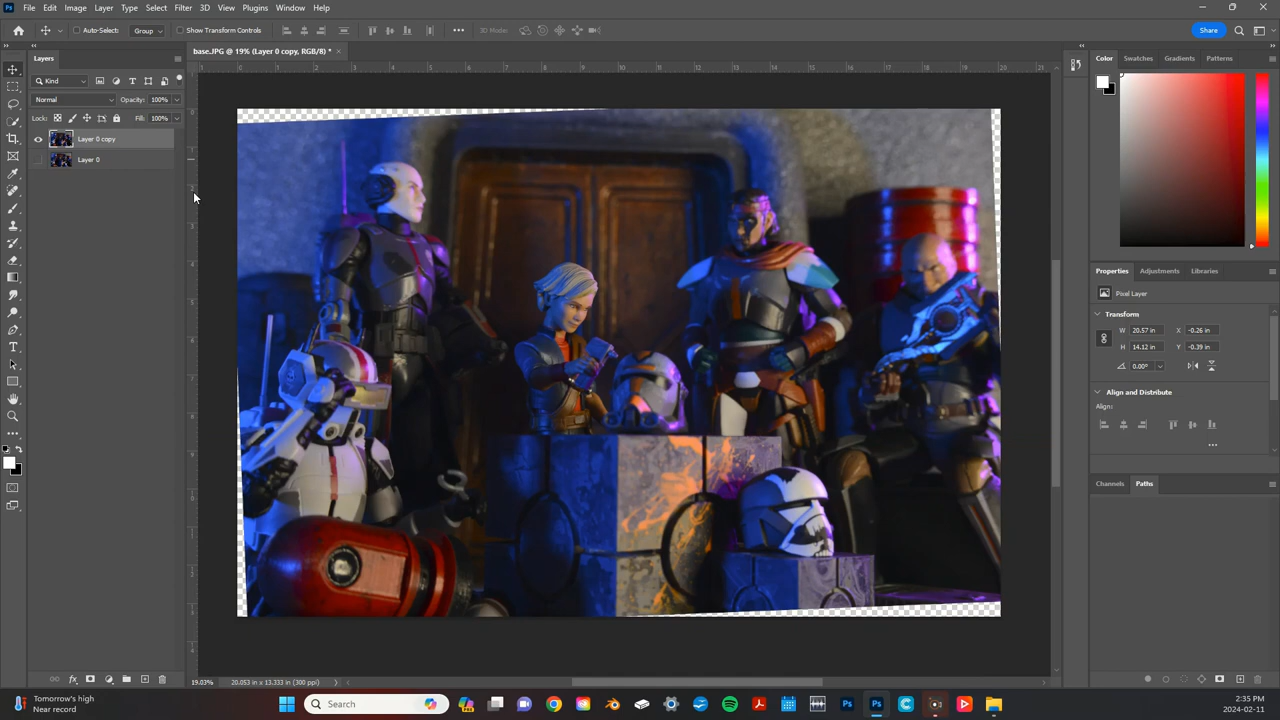 File Edit Image Layer Type Select Filter 3D View Plugins Window Help
Auto-Select: Group Show Transform Controls ••• 3D Mode: Share
Layers
base.JPG @ 19% (Layer 0 copy, RGB/8) * ×
Color Swatches Gradients Patterns
Kind
Normal Opacity: 100%
Lock: Fill: 100%
Layer 0 copy
Layer 0
Properties Adjustments Libraries
Pixel Layer
Transform
W 20.57 in X -0.26 in
H 14.12 in Y -0.39 in
0.00°
Align and Distribute
Align:
Channels Paths
19.03% 20.053 in x 13.333 in (300 ppi)
Tomorrow's high
Near record
Search
2:35 PM
2024-02-11